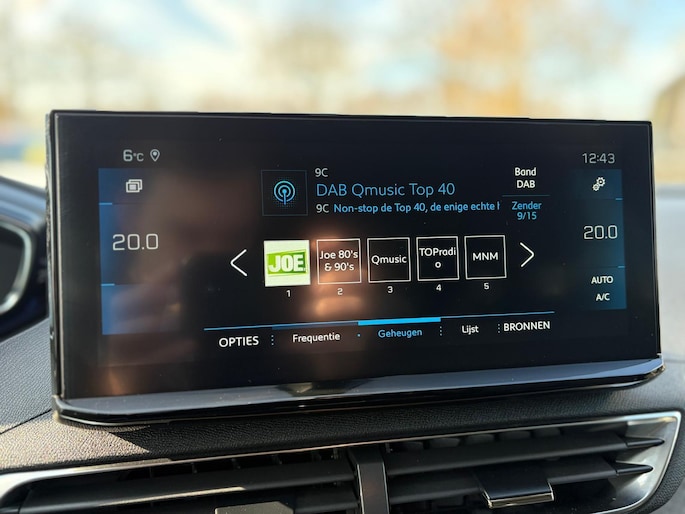 6°C
12:43
9C
Band
DAB
DAB Qmusic Top 40
9C Non-stop de Top 40, de enige echte h
Zender
9/15
20.0
20.0
JOE
Joe 80's
& 90's
Qmusic
TOPradi
o
MNM
1
2
3
4
5
AUTO
A/C
OPTIES
Frequentie
Geheugen
Lijst
BRONNEN